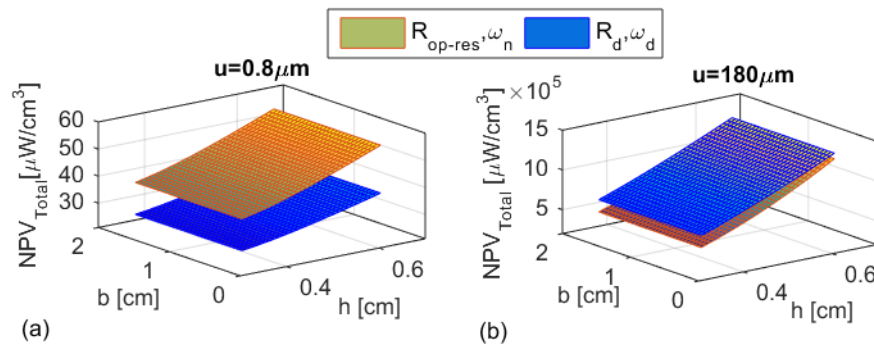 R_op-res,ω_n R_d,ω_d
u=0.8μm
NPV_Total[μW/cm³]
60
50
40
30
2
1
0
b [cm]
0.4
0.6
h [cm]
(a)
u=180μm
×10⁵
NPV_Total [μW/cm³]
15
10
5
2
1
0
b [cm]
0.4
0.6
h [cm]
(b)